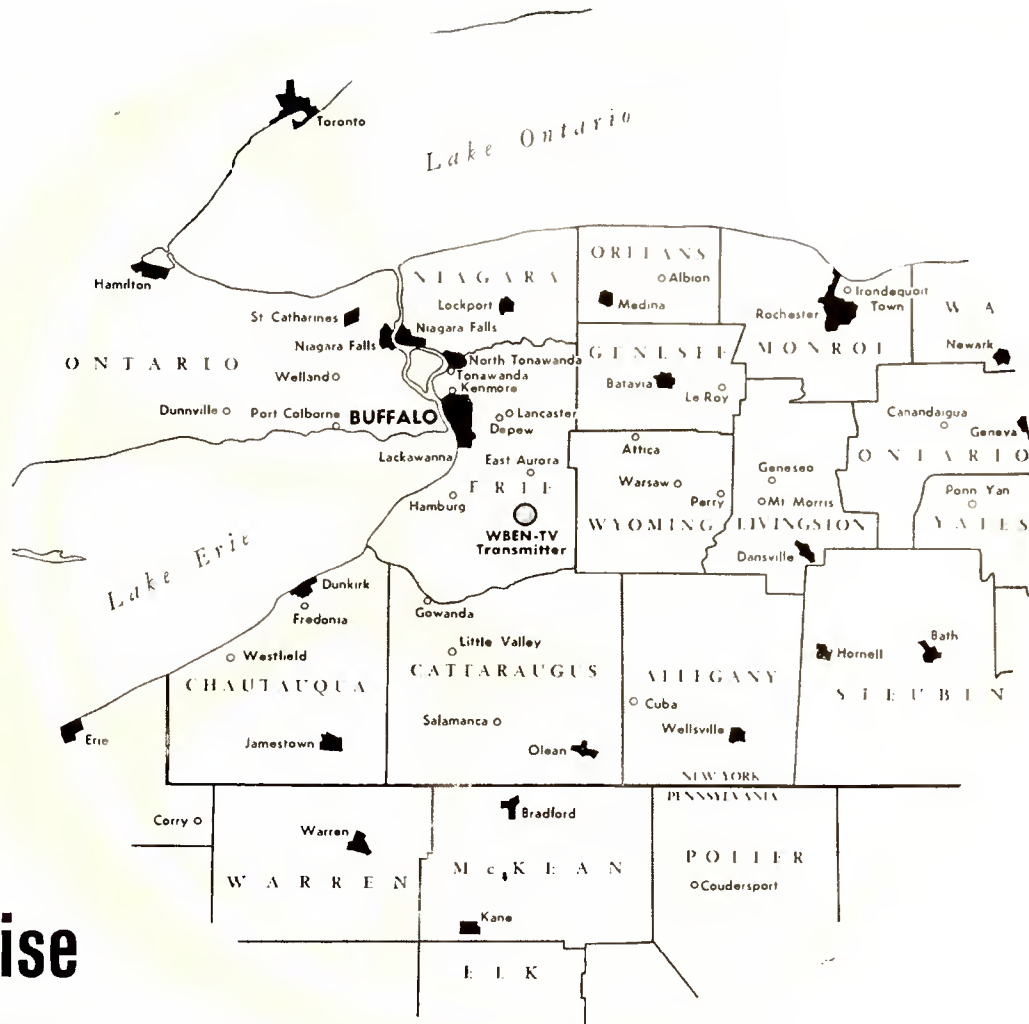 Toronto
Lake Ontario
Hamilton
NIAGARA
ORLEANS
Albion
Lockport
Medina
Rochester
Irondequoit
Town
WA
St Catharines
Niagara Falls
Niagara Falls
MONROE
Newark
ONTARIO
North Tonawanda
GENESEE
Welland
Tonawanda
Kenmore
Batavia
Le Roy
Dunnville
Port Colborne
BUFFALO
Lancaster
Depew
Canandaigua
Geneva
Lackawanna
Attica
ONTARIO
East Aurora
Geneseo
ERIE
Warsaw
Perry
Penn Yan
Hamburg
Mt Morris
WYOMING
LIVINGSTON
YATES
WBEN-TV
Transmitter
Dansville
Lake Erie
Dunkirk
Fredonia
Gowanda
Little Valley
Westfield
Hornell
Bath
CHAUTAUQUA
CATTARAUGUS
ALLEGANY
STEUBEN
Cuba
Salamanca
Erie
Jamestown
Olean
Wellsville
NEW YORK
PENNSYLVANIA
Corry
Bradford
Warren
POTTER
WARREN
McKEAN
Coudersport
Kane
ise
ELK